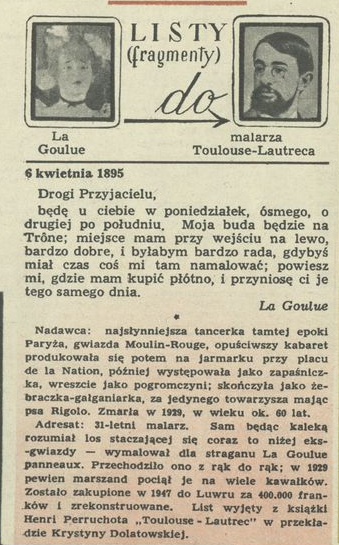 LISTY
(fragmenty)
do
La
Goulue
malarza
Toulouse-Lautreca
6 kwietnia 1895
Drogi Przyjacielu,
będę u ciebie w poniedziałek, ósmego, o
drugiej po południu. Moja buda będzie na
Trône; miejsce mam przy wejściu na lewo,
bardzo dobre, i byłabym bardzo rada, gdybyś
miał czas coś mi tam namalować; powiesz
mi, gdzie mam kupić płótno, i przyniosę ci je
tego samego dnia.
La Goulue
*
Nadawca: najsłynniejsza tancerka tamtej epoki
Paryża, gwiazda Moulin-Rouge, opuściwszy kabaret
produkowała się potem na jarmarku przy placu
de la Nation, później występowała jako zapaśnicz-
ka, wreszcie jako pogromczyni; skończyła jako że-
braczka-gałganiarka, za jedynego towarzysza mając
psa Rigolo. Zmarła w 1929, w wieku ok. 60 lat.
Adresat: 31-letni malarz. Sam będąc kaleką
rozumiał los staczającej się coraz to niżej eks-
-gwiazdy — wymalował dla straganu La Goulue
panneaux. Przechodziło ono z rąk do rąk; w 1929
pewien marszand pociął je na wiele kawałków.
Zostało zakupione w 1947 do Luwru za 400.000 fran-
ków i zrekonstruowane. List wyjęty z książki
Henri Perruchota „Toulouse-Lautrec" w przekła-
dzie Krystyny Dolatowskiej.